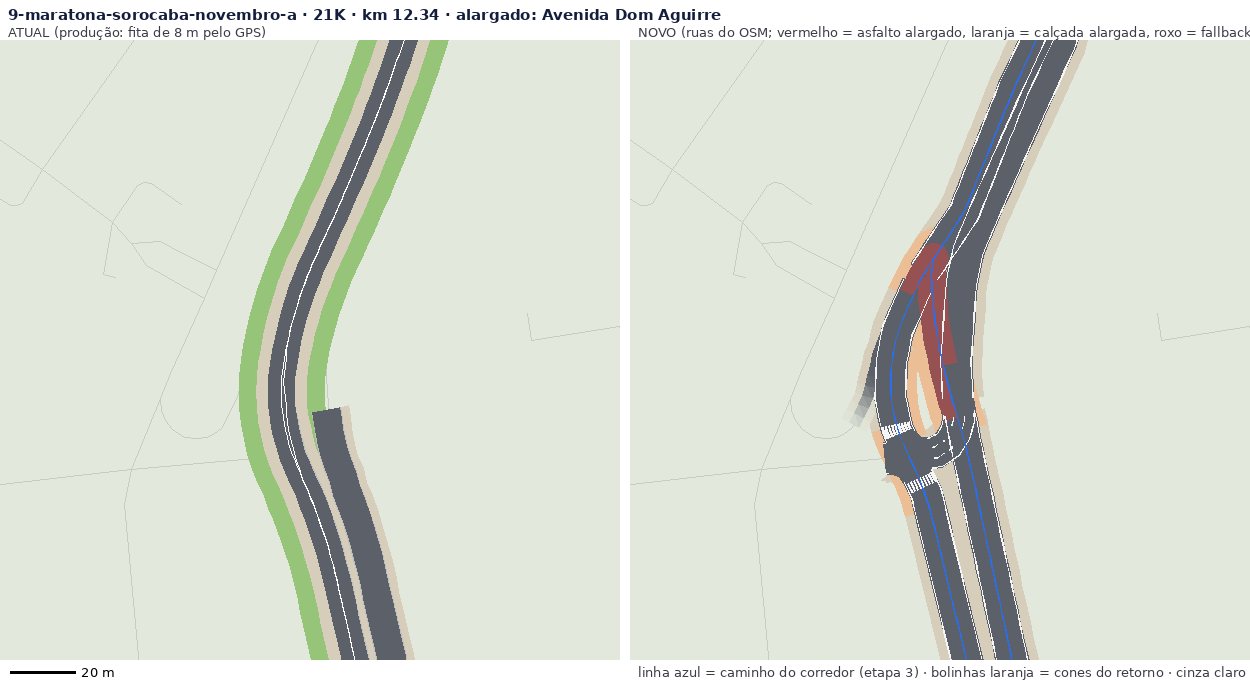 9-maratona-sorocaba-novembro-a · 21K · km 12.34 · alargado: Avenida Dom Aguirre
ATUAL (produção: fita de 8 m pelo GPS)
NOVO (ruas do OSM; vermelho = asfalto alargado, laranja = calçada alargada, roxo = fallback
20 m
linha azul = caminho do corredor (etapa 3) · bolinhas laranja = cones do retorno · cinza claro